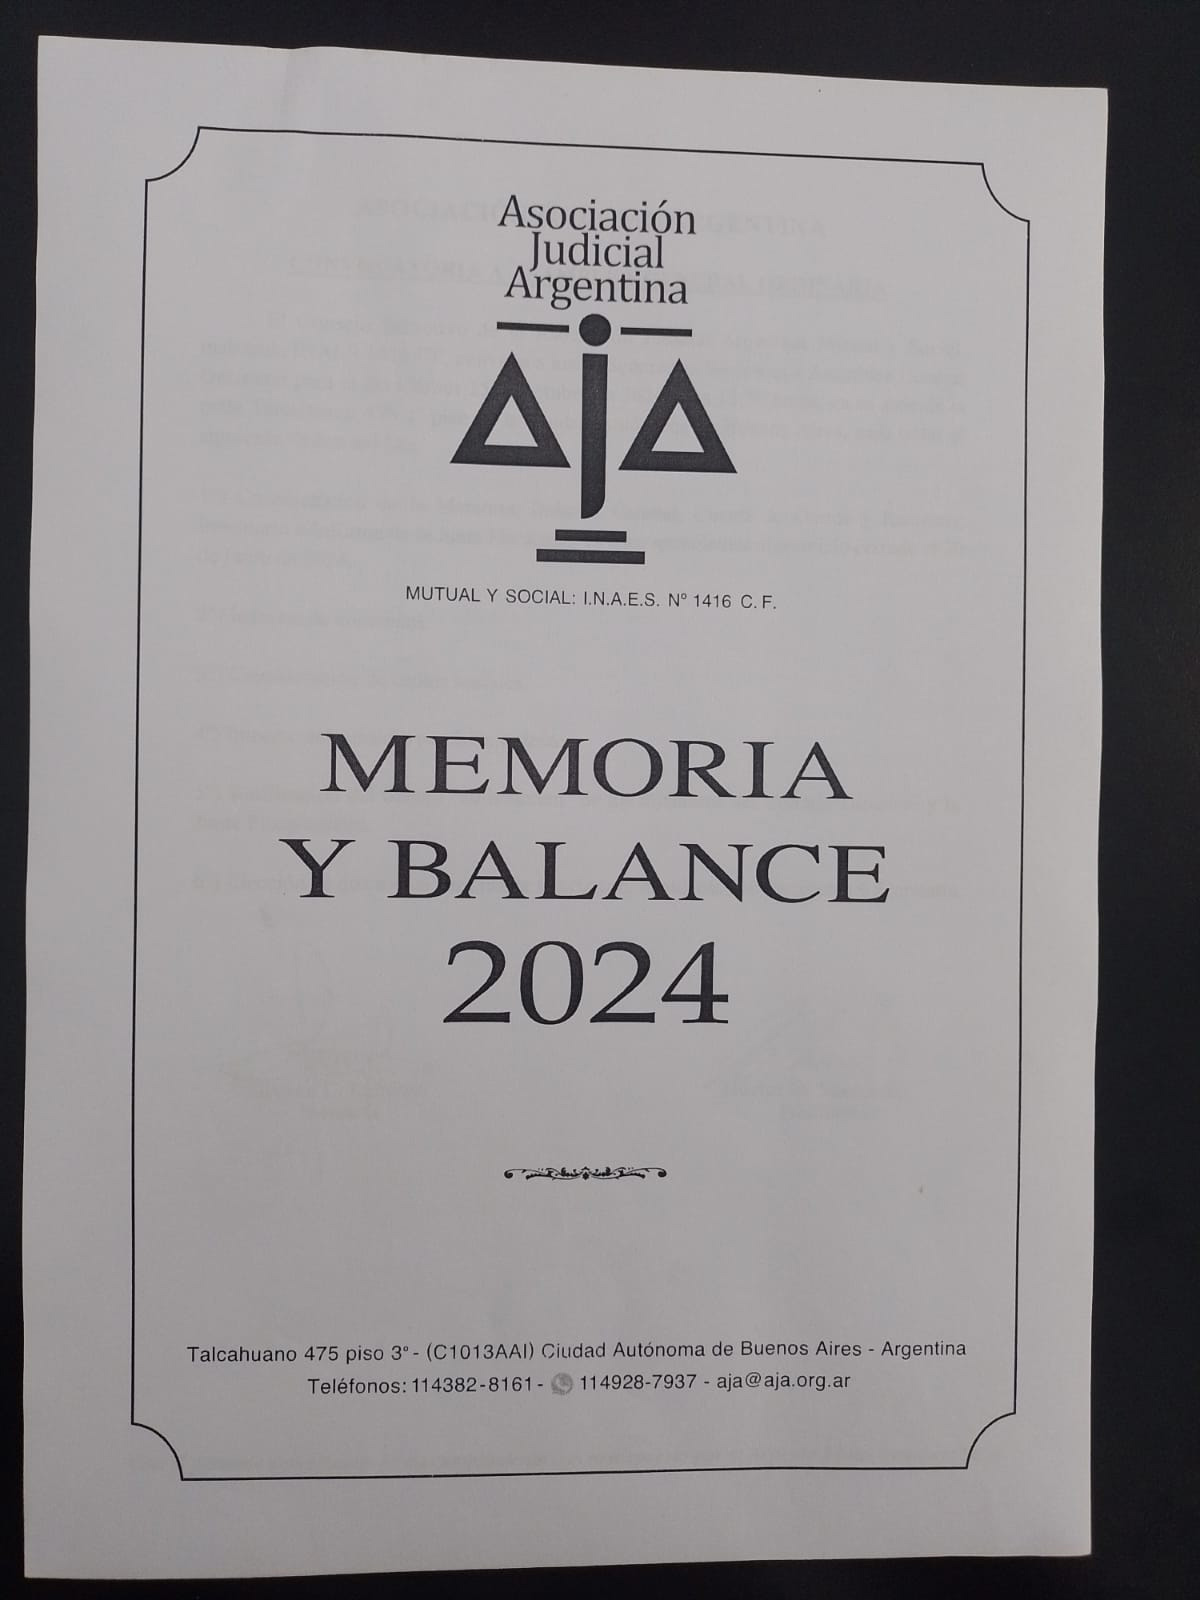 Asociación
Judicial
Argentina
AJA
MUTUAL Y SOCIAL: I.N.A.E.S. Nº 1416 C.F.
MEMORIA
Y BALANCE
2024
Talcahuano 475 piso 3º - (C1013AAI) Ciudad Autónoma de Buenos Aires - Argentina
Teléfonos: 114382-8161 - 114928-7937 - aja@aja.org.ar